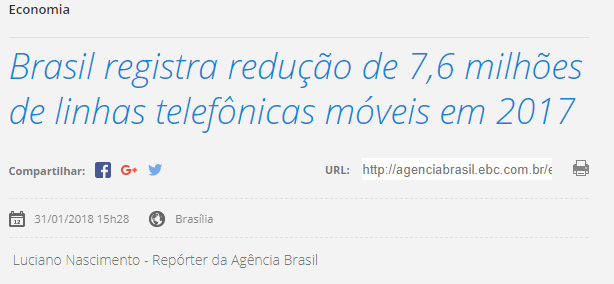 Economia
Brasil registra redução de 7,6 milhões
de linhas telefônicas móveis em 2017
Compartilhar: URL: http://agenciabrasil.ebc.com.br/e
31/01/2018 15h28 Brasília
Luciano Nascimento - Repórter da Agência Brasil